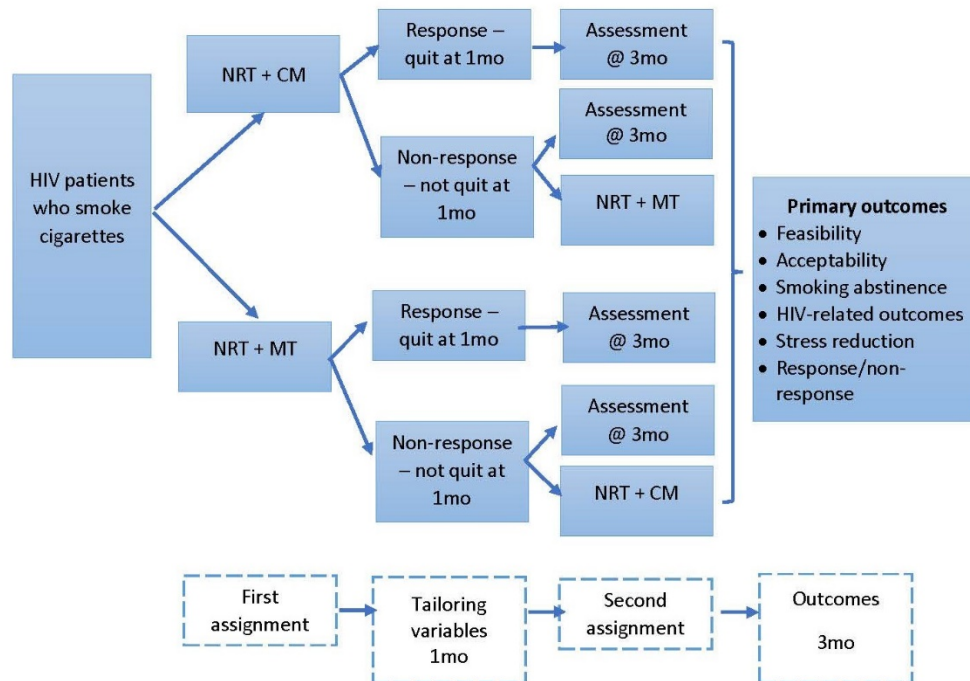 HIV patients
who smoke
cigarettes
NRT + CM
NRT + MT
Response –
quit at 1mo
Non-response
– not quit at
1mo
Response –
quit at 1mo
Non-response
– not quit at
1mo
Assessment
@ 3mo
Assessment
@ 3mo
NRT + MT
Assessment
@ 3mo
Assessment
@ 3mo
NRT + CM
Primary outcomes
• Feasibility
• Acceptability
• Smoking abstinence
• HIV-related outcomes
• Stress reduction
• Response/non-
response
First
assignment
Tailoring
variables
1mo
Second
assignment
Outcomes
3mo